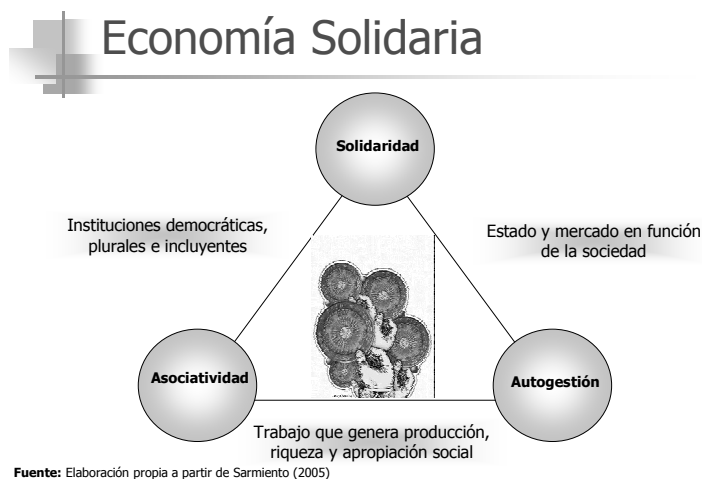 Economía Solidaria
Solidaridad
Instituciones democráticas,
plurales e incluyentes
Estado y mercado en función
de la sociedad
Asociatividad
Autogestión
Trabajo que genera producción,
riqueza y apropiación social
Fuente: Elaboración propia a partir de Sarmiento (2005)